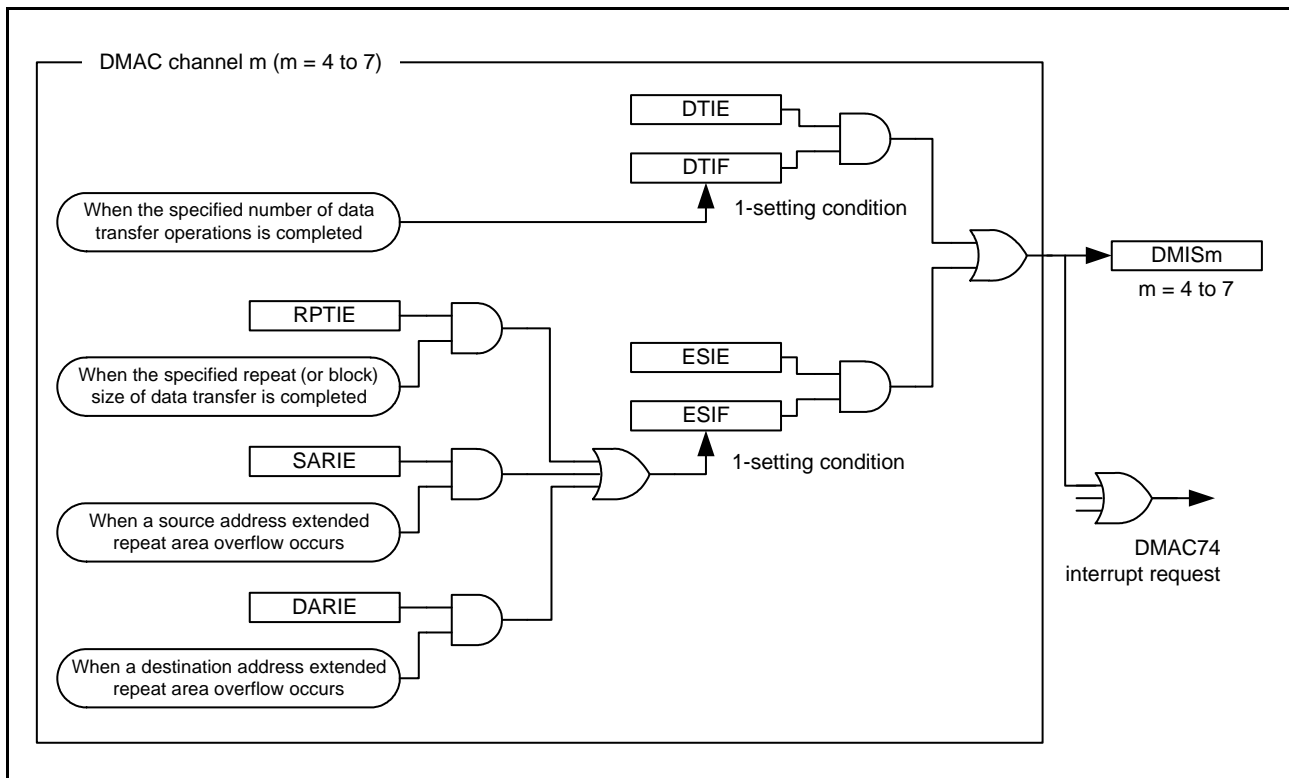 DMAC channel m (m = 4 to 7)
DTIE
DTIF
When the specified number of data
transfer operations is completed
1-setting condition
DMISm
m = 4 to 7
RPTIE
When the specified repeat (or block)
size of data transfer is completed
ESIE
ESIF
1-setting condition
SARIE
When a source address extended
repeat area overflow occurs
DMAC74
interrupt request
DARIE
When a destination address extended
repeat area overflow occurs